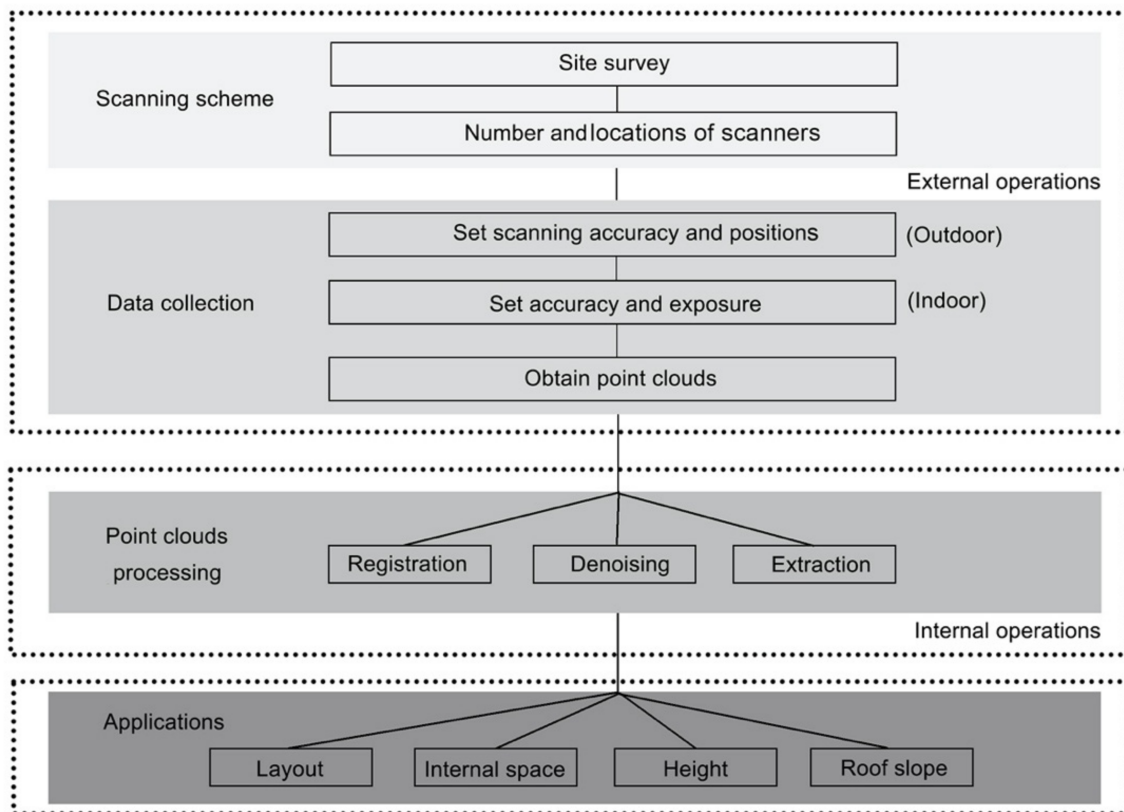 Site survey
Scanning scheme
Number and locations of scanners
External operations
Set scanning accuracy and positions (Outdoor)
Data collection
Set accuracy and exposure (Indoor)
Obtain point clouds
Point clouds
processing
Registration Denoising Extraction
Internal operations
Applications
Layout Internal space Height Roof slope